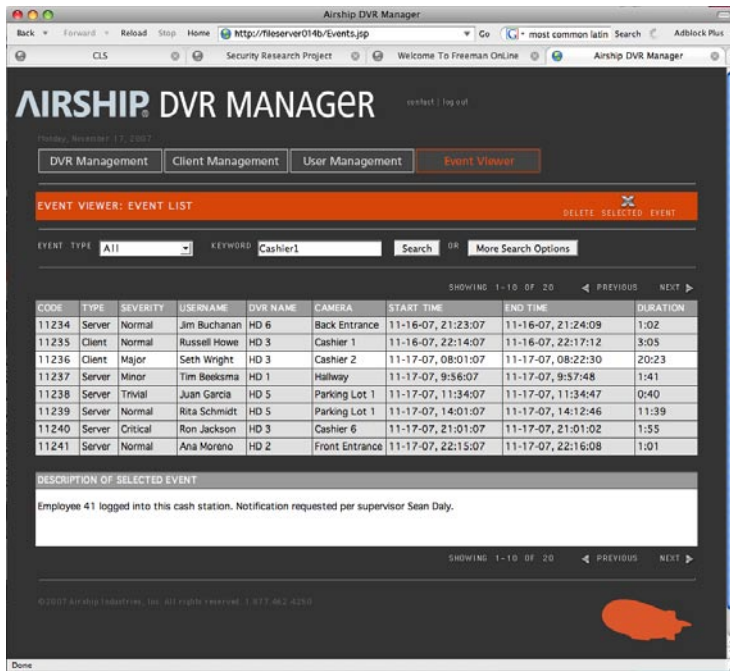 Airship DVR Manager
Back Forward Reload Stop Home http://fileserver014b/Events.jsp Go most common latin Search Adblock Plus
CLS Security Research Project Welcome To Freeman OnLine Airship DVR Manager
AIRSHIP DVR MANAGeR contact | log out
Monday, November 17, 2007
DVR Management Client Management User Management Event Viewer
EVENT VIEWER: EVENT LIST DELETE SELECTED EVENT
EVENT TYPE All KEYWORD Cashier1 Search OR More Search Options
SHOWING 1-10 OF 20 PREVIOUS NEXT
CODE TYPE SEVERITY USERNAME DVR NAME CAMERA START TIME END TIME DURATION
11234 Server Normal Jim Buchanan HD 6 Back Entrance 11-16-07, 21:23:07 11-16-07, 21:24:09 1:02
11235 Client Normal Russell Howe HD 3 Cashier 1 11-16-07, 22:14:07 11-16-07, 22:17:12 3:05
11236 Client Major Seth Wright HD 3 Cashier 2 11-17-07, 08:01:07 11-17-07, 08:22:30 20:23
11237 Server Minor Tim Beeksma HD 1 Hallway 11-17-07, 9:56:07 11-17-07, 9:57:48 1:41
11238 Server Trivial Juan Garcia HD 5 Parking Lot 1 11-17-07, 11:34:07 11-17-07, 11:34:47 0:40
11239 Server Normal Rita Schmidt HD 5 Parking Lot 1 11-17-07, 14:01:07 11-17-07, 14:12:46 11:39
11240 Server Critical Ron Jackson HD 3 Cashier 6 11-17-07, 21:01:07 11-17-07, 21:01:02 1:55
11241 Server Normal Ana Moreno HD 2 Front Entrance 11-17-07, 22:15:07 11-17-07, 22:16:08 1:01
DESCRIPTION OF SELECTED EVENT
Employee 41 logged into this cash station. Notification requested per supervisor Sean Daly.
SHOWING 1-10 OF 20 PREVIOUS NEXT
©2007 Airship Industries, Inc. All rights reserved. 1.877.462.4250
Done